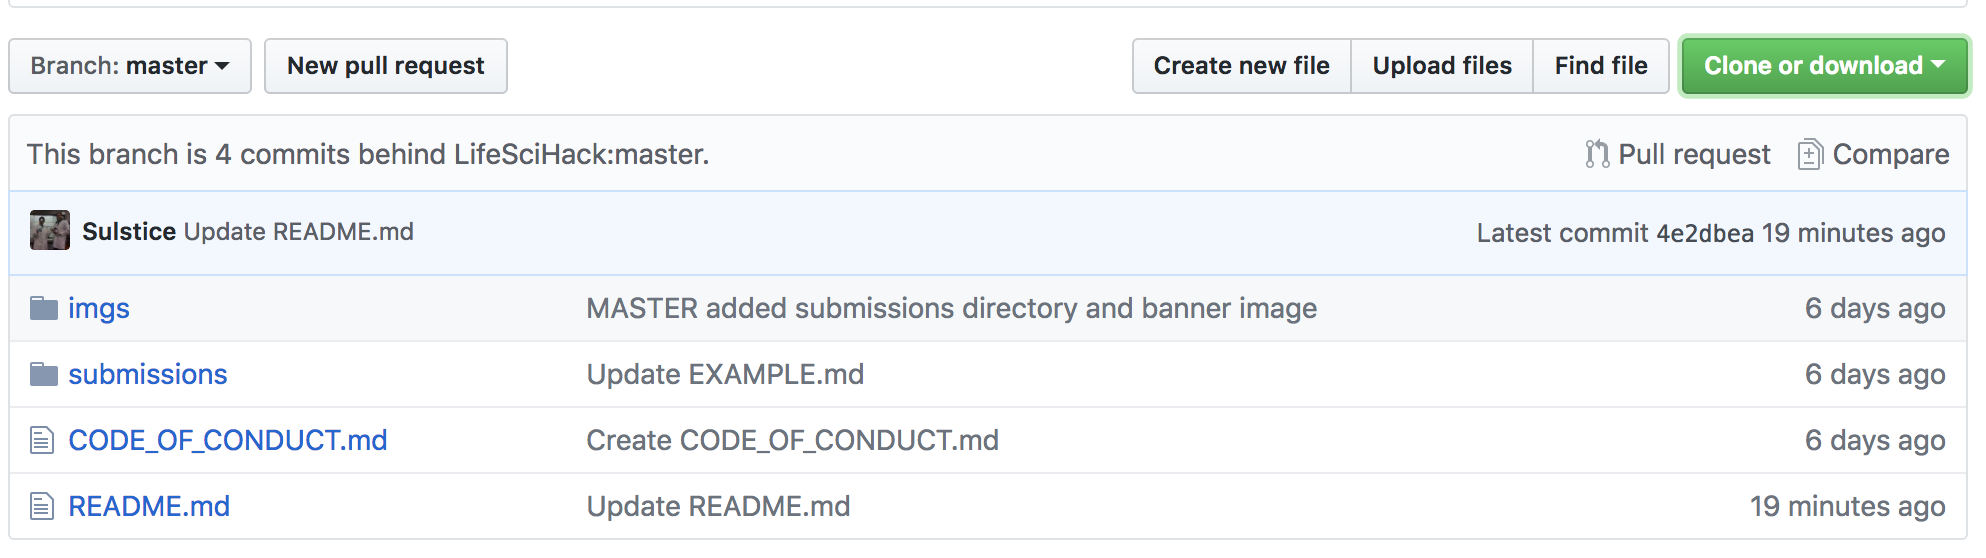 Branch: master New pull request Create new file Upload files Find file Clone or download
This branch is 4 commits behind LifeSciHack:master. Pull request Compare
Sulstice Update README.md Latest commit 4e2dbea 19 minutes ago
imgs MASTER added submissions directory and banner image 6 days ago
submissions Update EXAMPLE.md 6 days ago
CODE_OF_CONDUCT.md Create CODE_OF_CONDUCT.md 6 days ago
README.md Update README.md 19 minutes ago